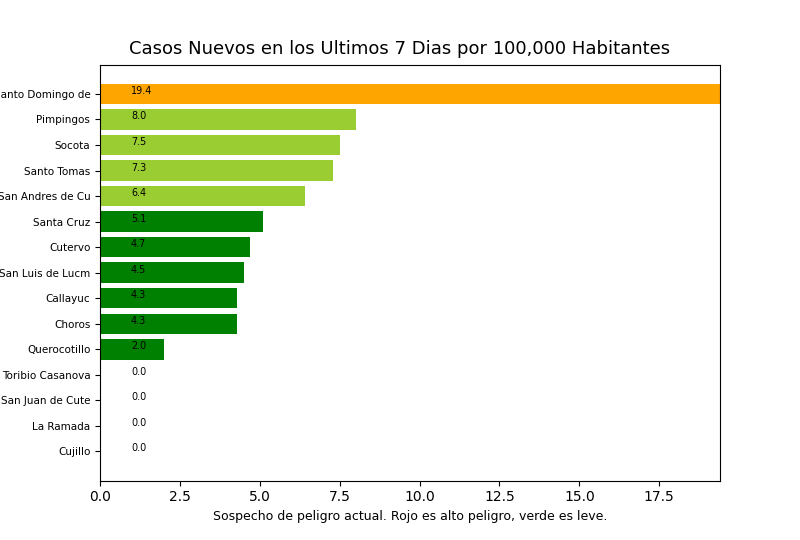 Casos Nuevos en los Ultimos 7 Dias por 100,000 Habitantes
anto Domingo de 19.4
Pimpingos 8.0
Socota 7.5
Santo Tomas 7.3
San Andres de Cu 6.4
Santa Cruz 5.1
Cutervo 4.7
San Luis de Lucm 4.5
Callayuc 4.3
Choros 4.3
Querocotillo 2.0
Toribio Casanova 0.0
San Juan de Cute 0.0
La Ramada 0.0
Cujillo 0.0
0.0 2.5 5.0 7.5 10.0 12.5 15.0 17.5
Sospecho de peligro actual. Rojo es alto peligro, verde es leve.